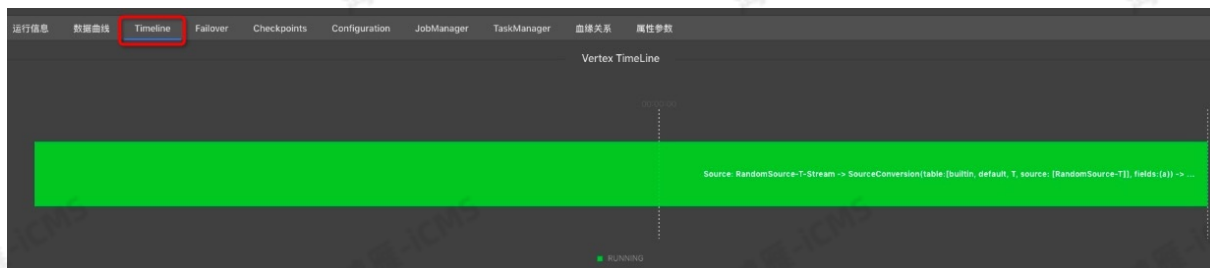 运行信息 数据曲线 Timeline Failover Checkpoints Configuration JobManager TaskManager 血缘关系 属性参数
Vertex TimeLine
Source: RandomSource-T-Stream -> SourceConversion(table:[builtin, default, T, source: [RandomSource-T]], fields:(a)) -> ...
RUNNING